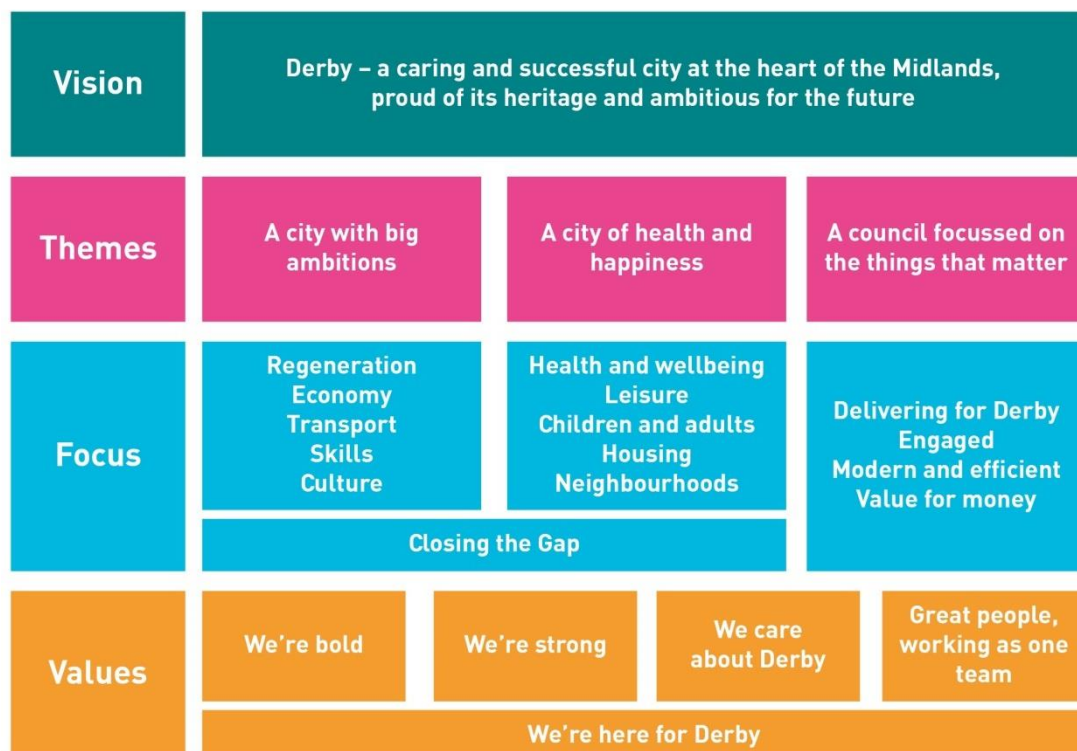 Vision
Derby – a caring and successful city at the heart of the Midlands,
proud of its heritage and ambitious for the future
Themes
A city with big
ambitions
A city of health and
happiness
A council focussed on
the things that matter
Focus
Regeneration
Economy
Transport
Skills
Culture
Health and wellbeing
Leisure
Children and adults
Housing
Neighbourhoods
Closing the Gap
Delivering for Derby
Engaged
Modern and efficient
Value for money
Values
We're bold
We're strong
We care
about Derby
Great people,
working as one
team
We're here for Derby